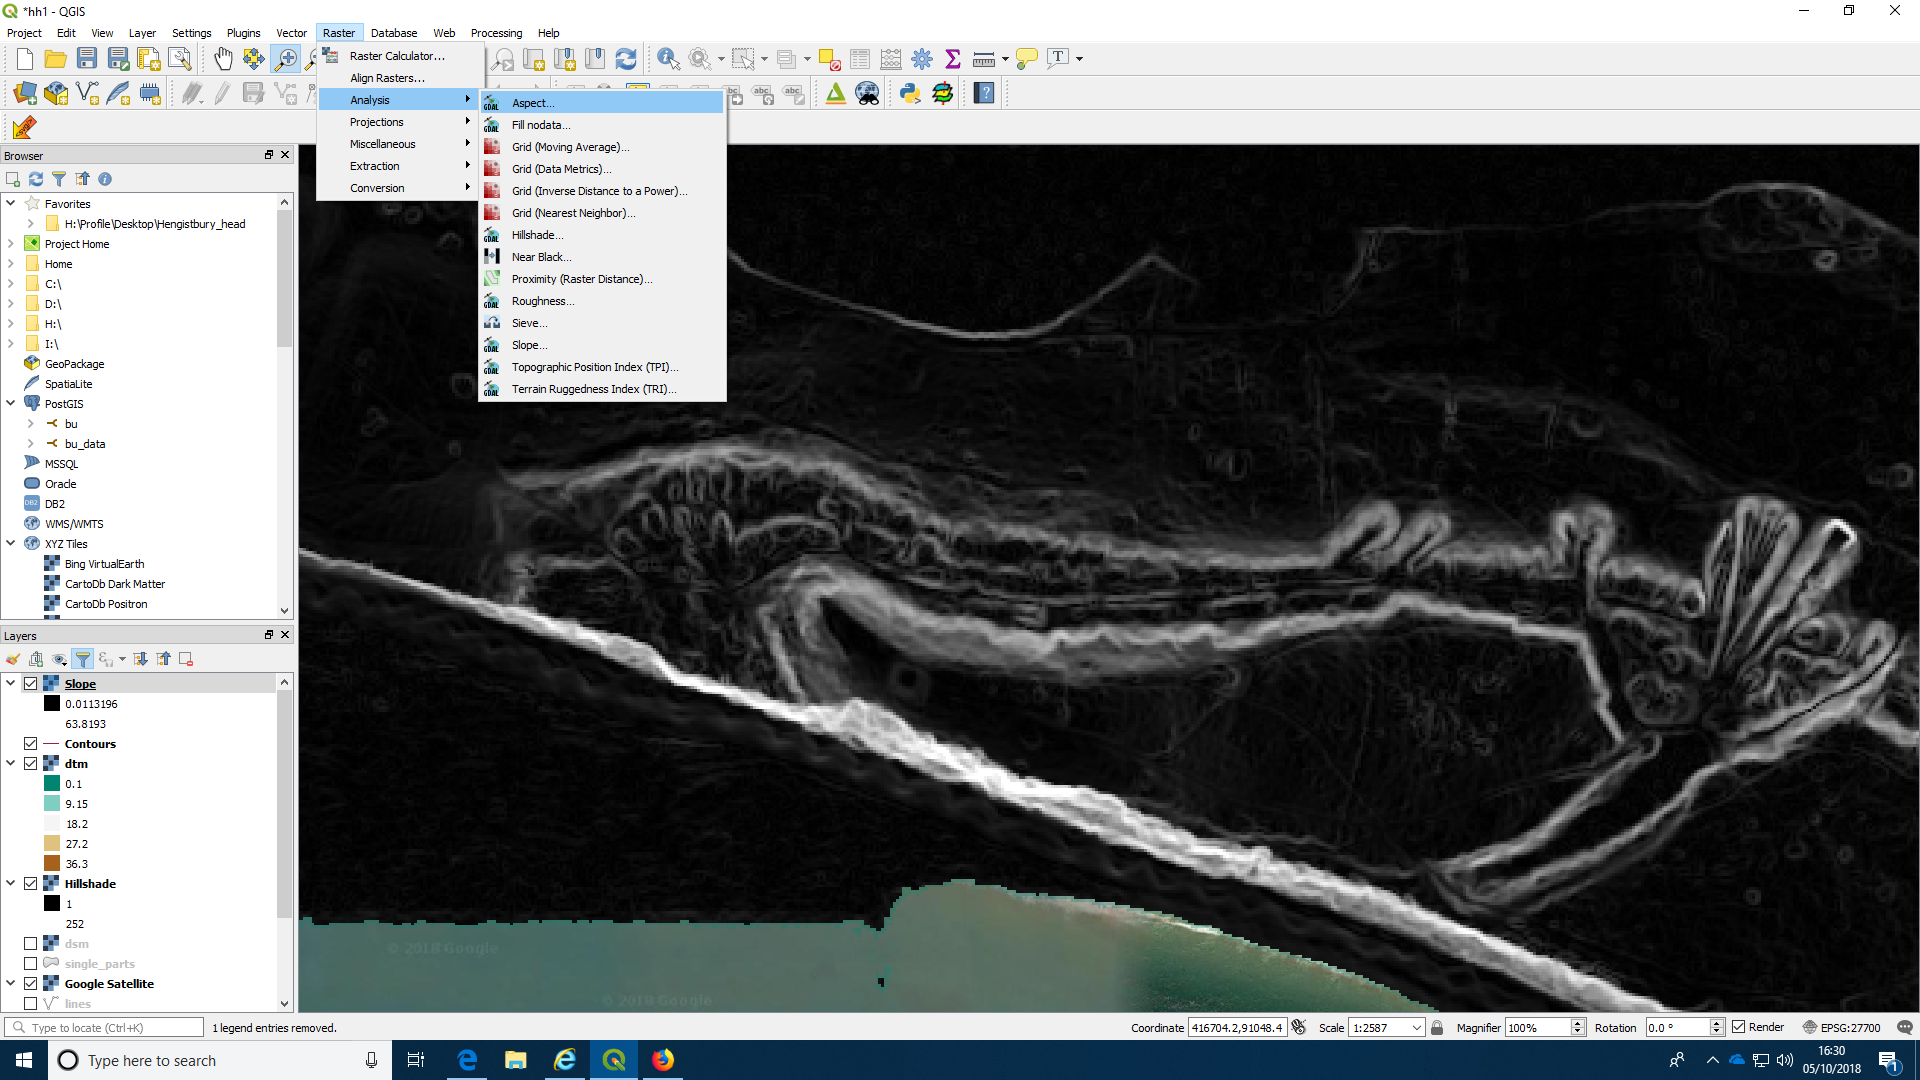 *hh1 - QGIS
Project Edit View Layer Settings Plugins Vector Raster Database Web Processing Help
Raster Calculator...
Align Rasters...
Analysis
Projections
Miscellaneous
Extraction
Conversion
Aspect...
Fill nodata...
Grid (Moving Average)...
Grid (Data Metrics)...
Grid (Inverse Distance to a Power)...
Grid (Nearest Neighbor)...
Hillshade...
Near Black...
Proximity (Raster Distance)...
Roughness...
Sieve...
Slope...
Topographic Position Index (TPI)...
Terrain Ruggedness Index (TRI)...
Browser
Favorites
H:\Profile\Desktop\Hengistbury_head
Project Home
Home
C:\
D:\
H:\
I:\
GeoPackage
SpatiaLite
PostGIS
bu
bu_data
MSSQL
Oracle
DB2
WMS/WMTS
XYZ Tiles
Bing VirtualEarth
CartoDb Dark Matter
CartoDb Positron
Layers
Slope
0.0113196
63.8193
Contours
dtm
0.1
9.15
18.2
27.2
36.3
Hillshade
1
252
dsm
single_parts
Google Satellite
lines
© 2018 Google
© 2018 Google
Type to locate (Ctrl+K) 1 legend entries removed. Coordinate 416704.2,91048.4 Scale 1:2587 Magnifier 100% Rotation 0.0 ° Render EPSG:27700
Type here to search
16:30
05/10/2018
1